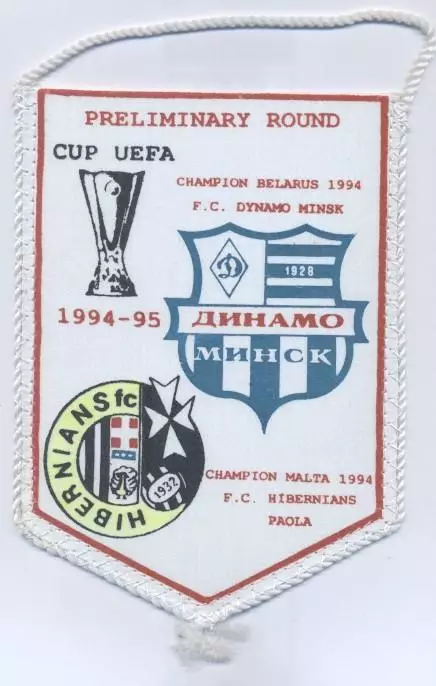 PRELIMINARY ROUND
CUP UEFA
CHAMPION BELARUS 1994
F.C. DYNAMO MINSK
Д
1928
1994-95
ДИНАМО
МИНСК
HIBERNIANS fc
1932
CHAMPION MALTA 1994
F.C. HIBERNIANS
PAOLA